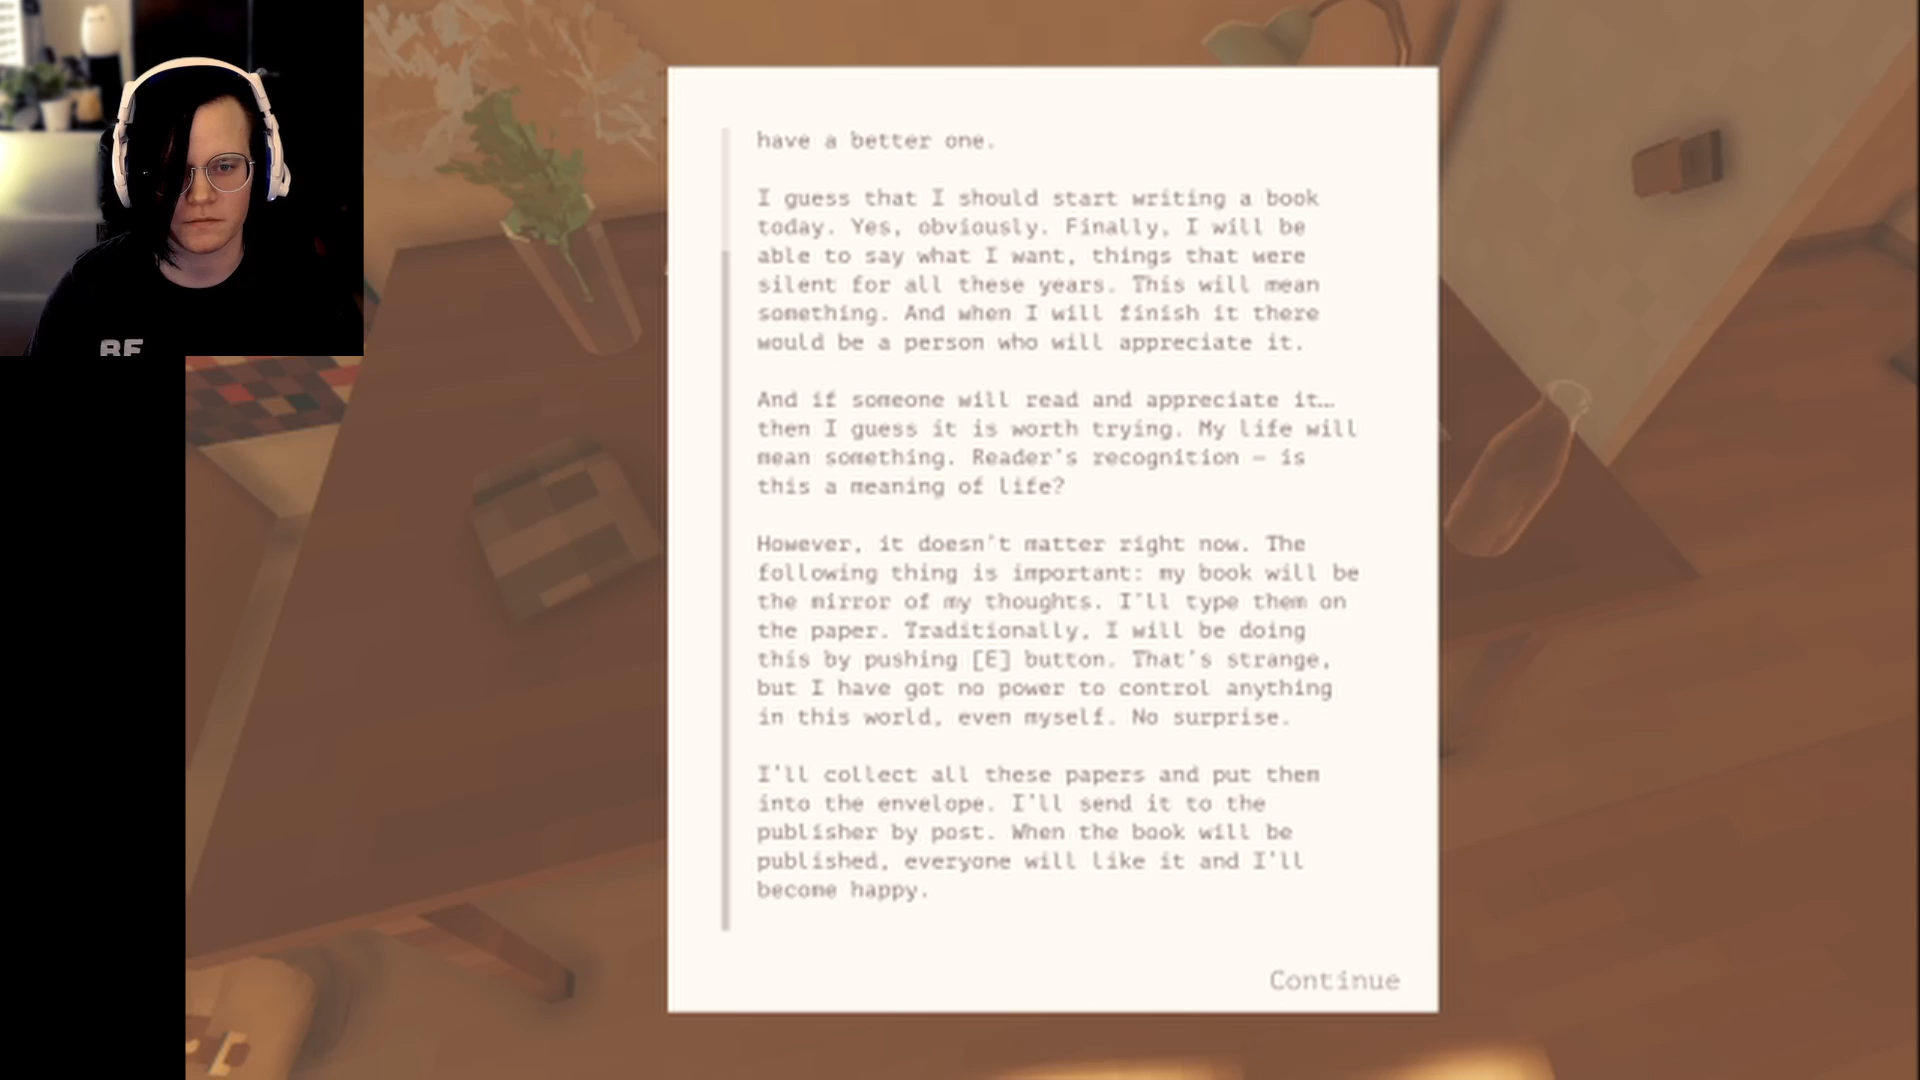 have a better one.
I guess that I should start writing a book
today. Yes, obviously. Finally, I will be
able to say what I want, things that were
silent for all these years. This will mean
something. And when I will finish it there
would be a person who will appreciate it.
And if someone will read and appreciate it…
then I guess it is worth trying. My life will
mean something. Reader's recognition — is
this a meaning of life?
However, it doesn't matter right now. The
following thing is important: my book will be
the mirror of my thoughts. I'll type them on
the paper. Traditionally, I will be doing
this by pushing [E] button. That's strange,
but I have got no power to control anything
in this world, even myself. No surprise.
I'll collect all these papers and put them
into the envelope. I'll send it to the
publisher by post. When the book will be
published, everyone will like it and I'll
become happy.
Continue
BE